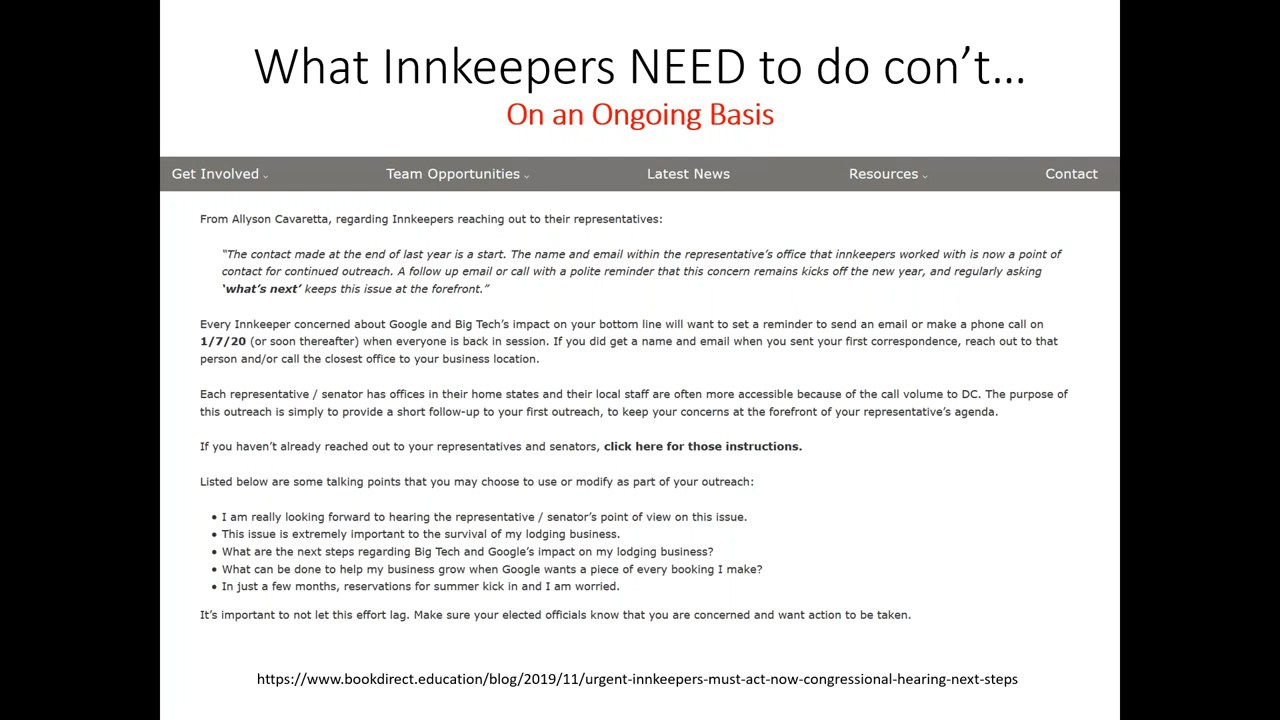 What Innkeepers NEED to do con’t...
On an Ongoing Basis
Get Involved Team Opportunities Latest News Resources Contact
From Allyson Cavaretta, regarding Innkeepers reaching out to their representatives:
“The contact made at the end of last year is a start. The name and email within the representative’s office that innkeepers worked with is now a point of
contact for continued outreach. A follow up email or call with a polite reminder that this concern remains kicks off the new year, and regularly asking
‘what’s next’ keeps this issue at the forefront.”
Every Innkeeper concerned about Google and Big Tech’s impact on your bottom line will want to set a reminder to send an email or make a phone call on
1/7/20 (or soon thereafter) when everyone is back in session. If you did get a name and email when you sent your first correspondence, reach out to that
person and/or call the closest office to your business location.
Each representative / senator has offices in their home states and their local staff are often more accessible because of the call volume to DC. The purpose of
this outreach is simply to provide a short follow-up to your first outreach, to keep your concerns at the forefront of your representative’s agenda.
If you haven’t already reached out to your representatives and senators, click here for those instructions.
Listed below are some talking points that you may choose to use or modify as part of your outreach:
• I am really looking forward to hearing the representative / senator’s point of view on this issue.
• This issue is extremely important to the survival of my lodging business.
• What are the next steps regarding Big Tech and Google’s impact on my lodging business?
• What can be done to help my business grow when Google wants a piece of every booking I make?
• In just a few months, reservations for summer kick in and I am worried.
It’s important to not let this effort lag. Make sure your elected officials know that you are concerned and want action to be taken.
https://www.bookdirect.education/blog/2019/11/urgent-innkeepers-must-act-now-congressional-hearing-next-steps